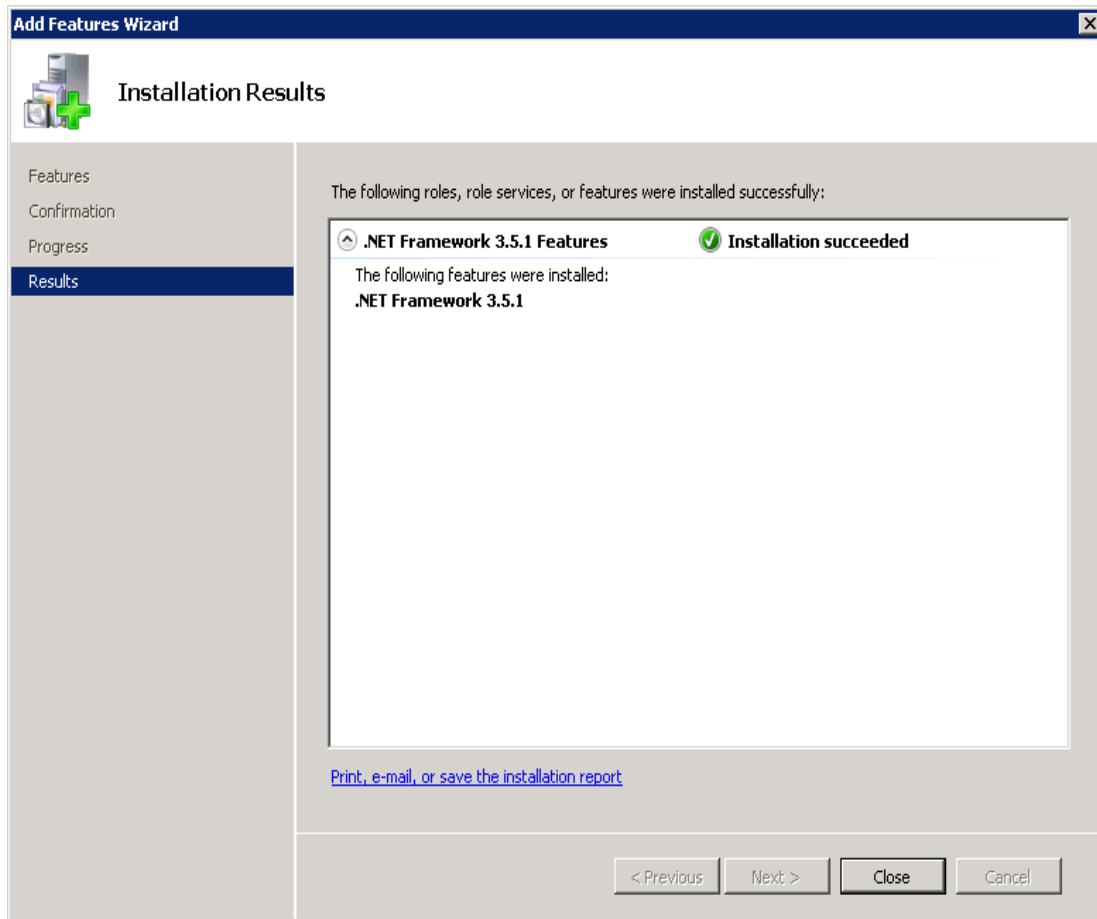 Add Features Wizard
Installation Results
Features
Confirmation
Progress
Results
The following roles, role services, or features were installed successfully:
.NET Framework 3.5.1 Features Installation succeeded
The following features were installed:
.NET Framework 3.5.1
Print, e-mail, or save the installation report
< Previous Next > Close Cancel